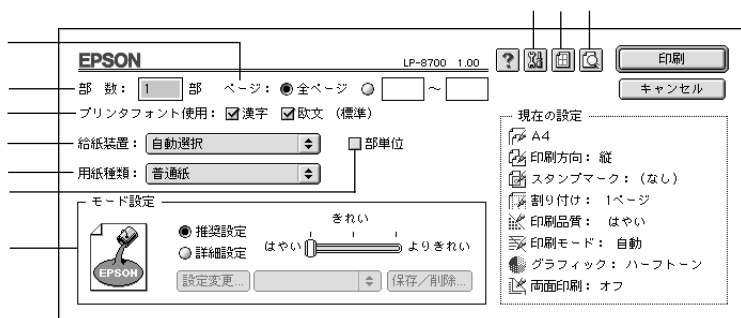 EPSON LP-8700 1.00 ? 印刷
部 数: 1 部 ページ: 全ページ ~
キャンセル
プリンタフォント使用: 漢字 欧文 (標準)
給紙装置: 自動選択 部単位
用紙種類: 普通紙
モード設定
推奨設定
詳細設定
きれい
はやい よりきれい
EPSON
設定変更... 保存/削除...
現在の設定
A4
印刷方向: 縦
スタンプマーク: (なし)
割り付け: 1ページ
印刷品質: はやい
印刷モード: 自動
グラフィック: ハーフトーン
両面印刷: オフ